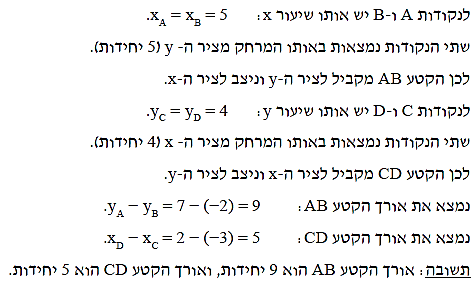 לנקודות A ו-B יש אותו שיעור x: x_A = x_B = 5.
שתי הנקודות נמצאות באותו המרחק מציר ה- y (5 יחידות).
לכן הקטע AB מקביל לציר ה-y וניצב לציר ה-x.
לנקודות C ו-D יש אותו שיעור y: y_C = y_D = 4.
שתי הנקודות נמצאות באותו המרחק מציר ה- x (4 יחידות).
לכן הקטע CD מקביל לציר ה-x וניצב לציר ה-y.
נמצא את אורך הקטע AB: y_A − y_B = 7 − (−2) = 9.
נמצא את אורך הקטע CD: x_D − x_C = 2 − (−3) = 5.
תשובה: אורך הקטע AB הוא 9 יחידות, ואורך הקטע CD הוא 5 יחידות.